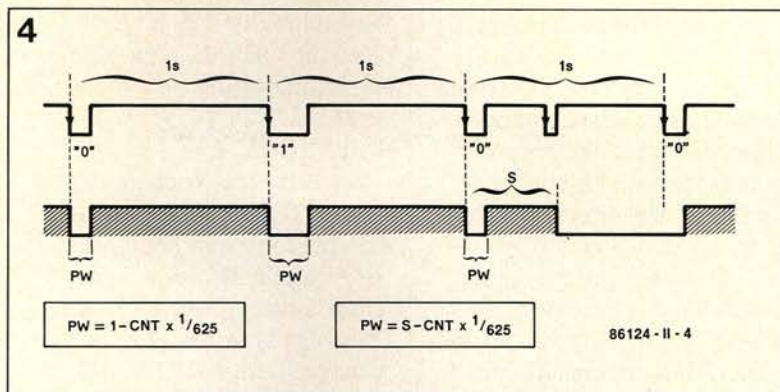 4
1s 1s 1s
"0" "1" "0" "0"
S
PW PW PW
PW = 1-CNT x 1/625
PW = S-CNT x 1/625
86124 - II - 4